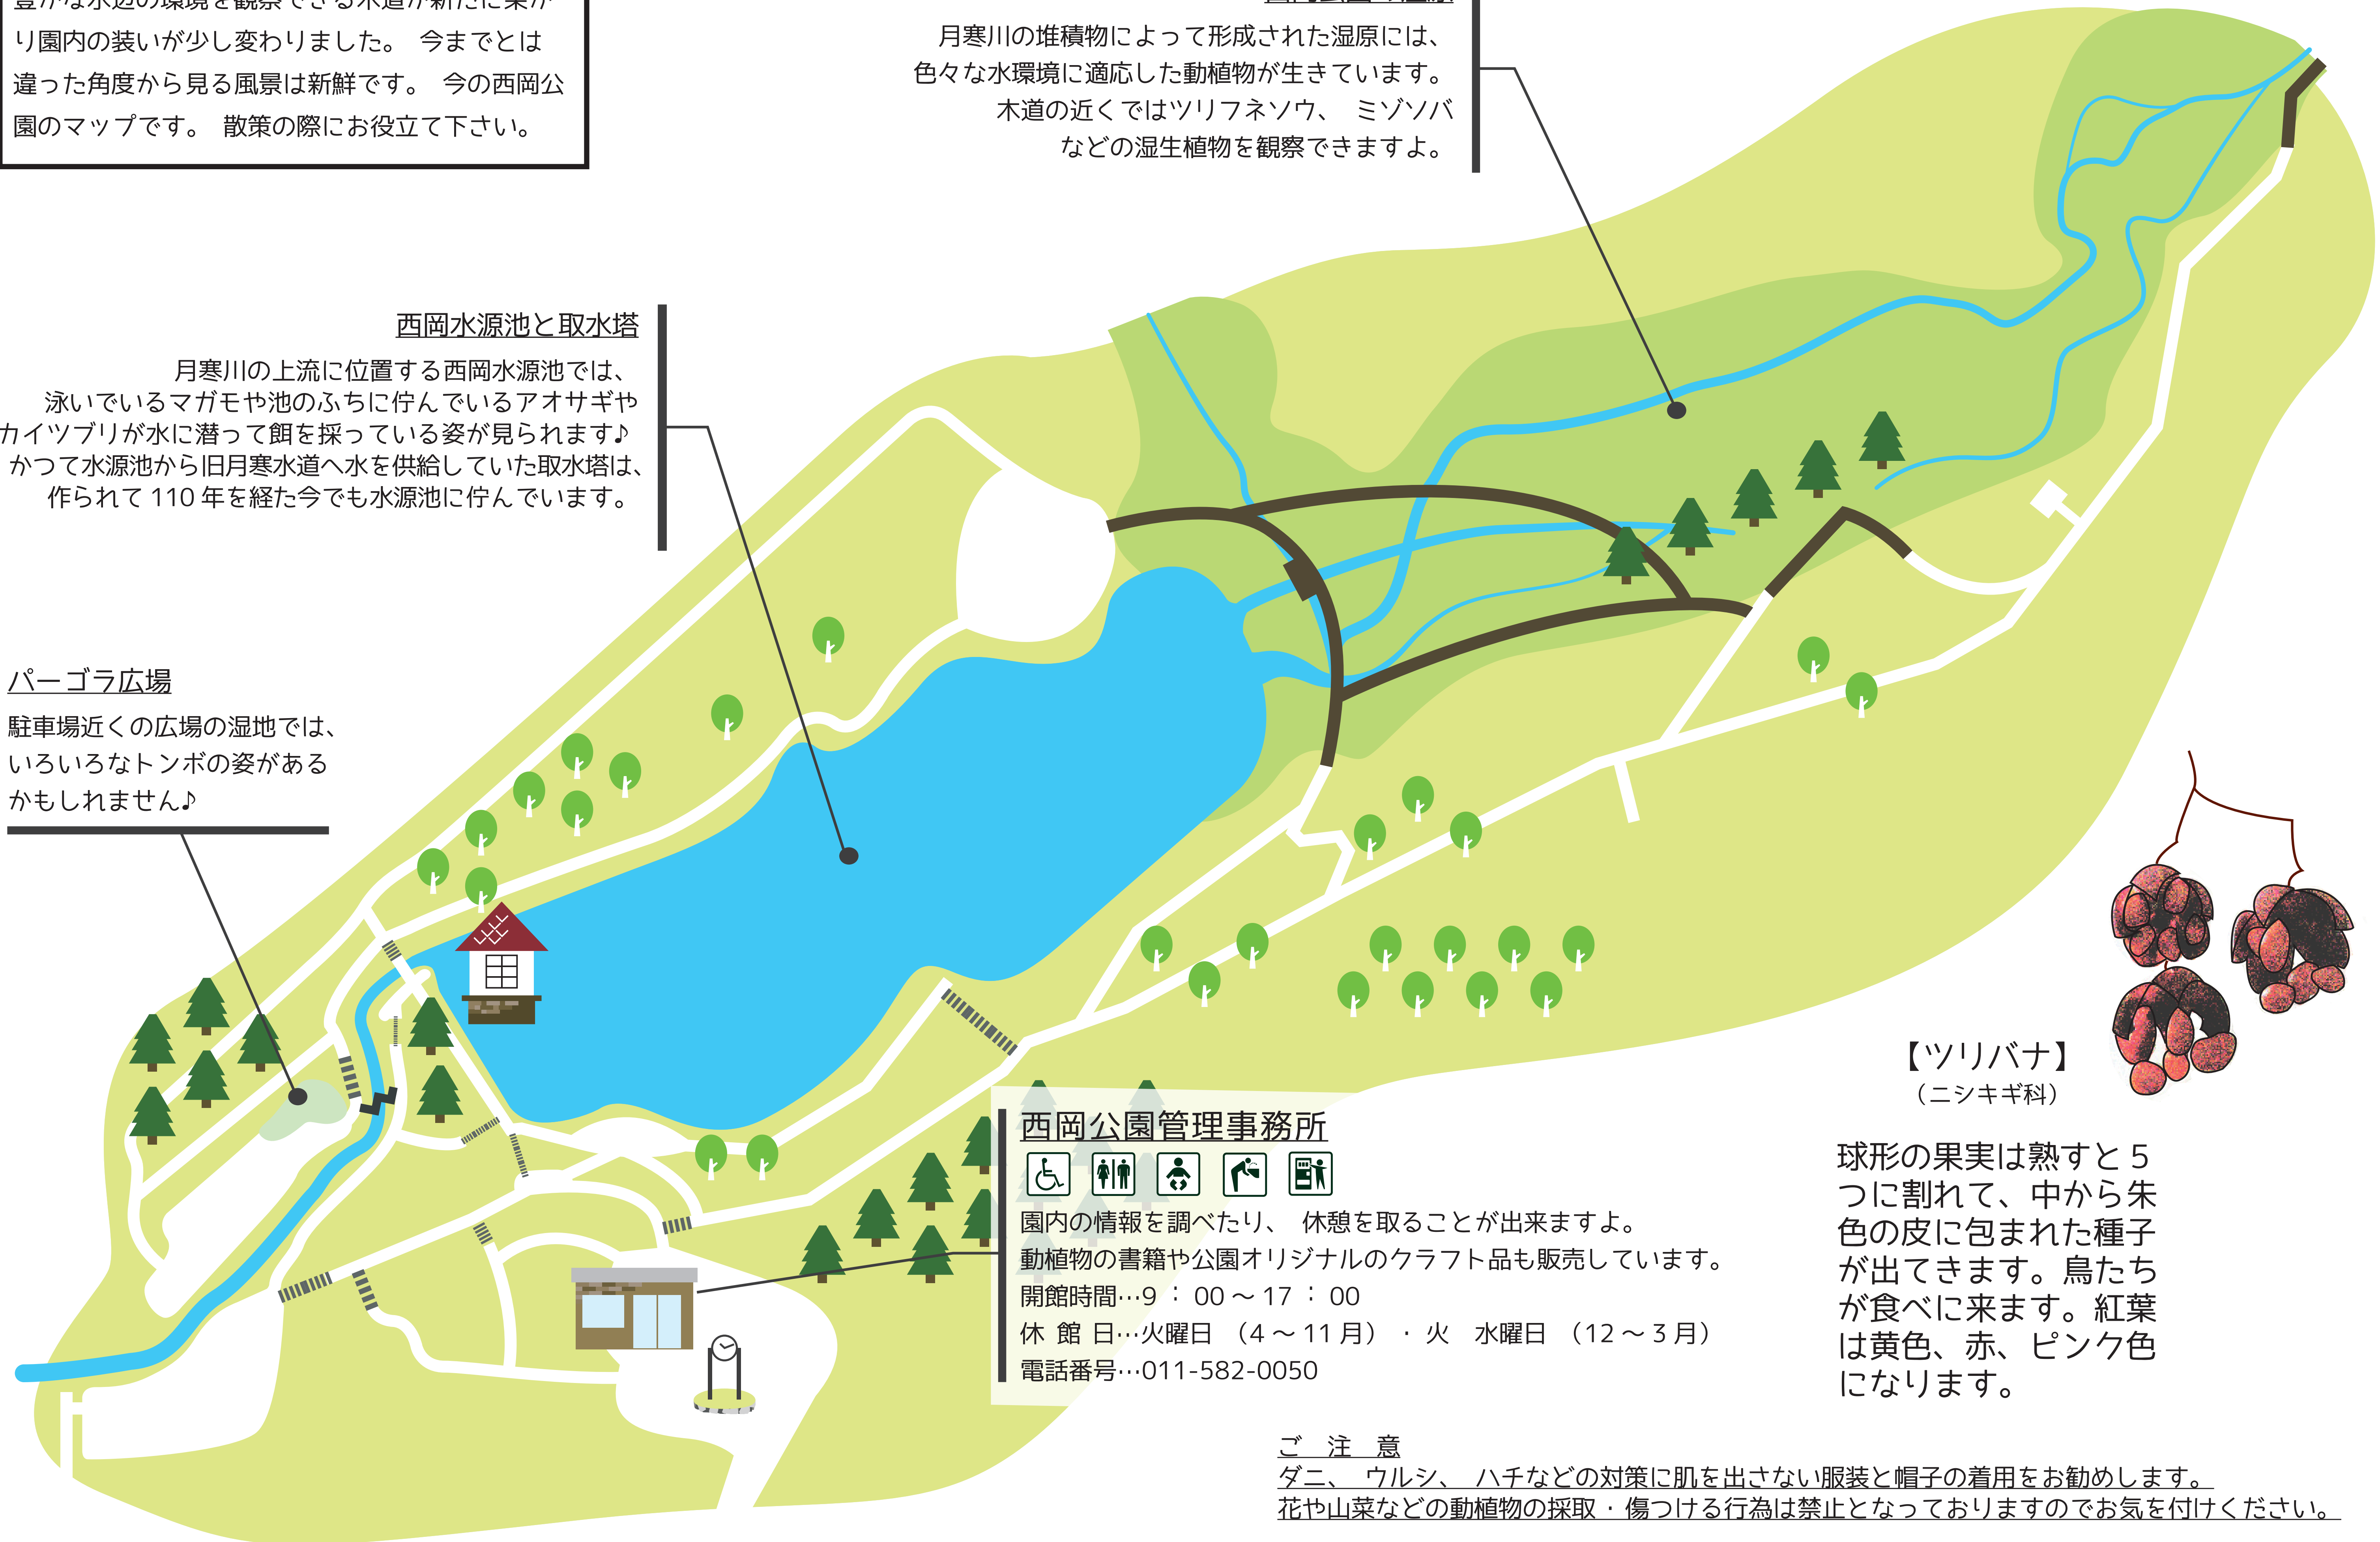 り園内の装いが少し変わりました。 今までとは
違った角度から見る風景は新鮮です。 今の西岡公
園のマップです。 散策の際にお役立て下さい。
月寒川の堆積物によって形成された湿原には、
色々な水環境に適応した動植物が生きています。
木道の近くではツリフネソウ、 ミゾソバ
などの湿生植物を観察できますよ。
西岡水源池と取水塔
月寒川の上流に位置する西岡水源池では、
泳いでいるマガモや池のふちに佇んでいるアオサギや
カイツブリが水に潜って餌を採っている姿が見られます♪
かつて水源池から旧月寒水道へ水を供給していた取水塔は、
作られて 110 年を経た今でも水源池に佇んでいます。
パーゴラ広場
駐車場近くの広場の湿地では、
いろいろなトンボの姿がある
かもしれません♪
西岡公園管理事務所
園内の情報を調べたり、 休憩を取ることが出来ますよ。
動植物の書籍や公園オリジナルのクラフト品も販売しています。
開館時間…9 : 00 ～ 17 : 00
休 館 日…火曜日 （4 ～ 11 月） ・ 火 水曜日 （12 ～ 3 月）
電話番号…011-582-0050
【ツリバナ】
（ニシキギ科）
球形の果実は熟すと５
つに割れて、中から朱
色の皮に包まれた種子
が出てきます。鳥たち
が食べに来ます。紅葉
は黄色、赤、ピンク色
になります。
ご 注 意
ダニ、 ウルシ、 ハチなどの対策に肌を出さない服装と帽子の着用をお勧めします。
花や山菜などの動植物の採取 ・ 傷つける行為は禁止となっておりますのでお気を付けください。